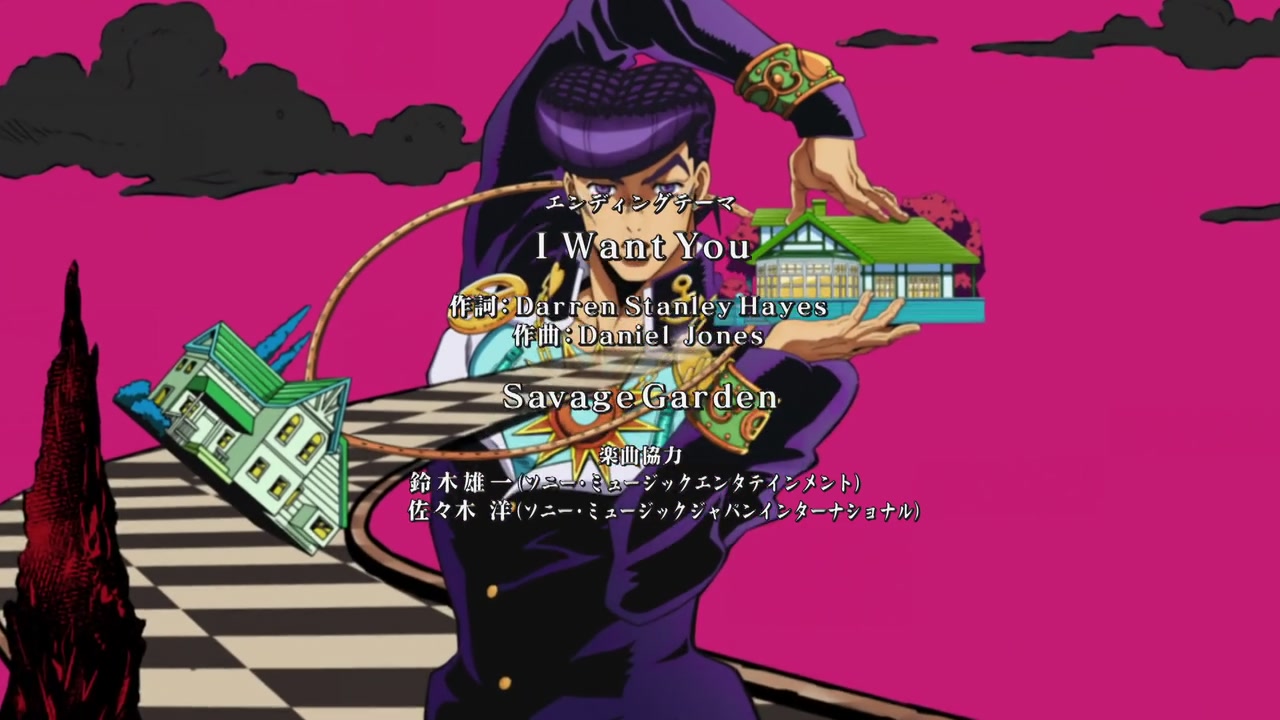 エンディングテーマ
I Want You
作詞:Darren Stanley Hayes
作曲:Daniel Jones
Savage Garden
楽曲協力
鈴木雄一(ソニー・ミュージックエンタテインメント)
佐々木 洋(ソニー・ミュージックジャパンインターナショナル)